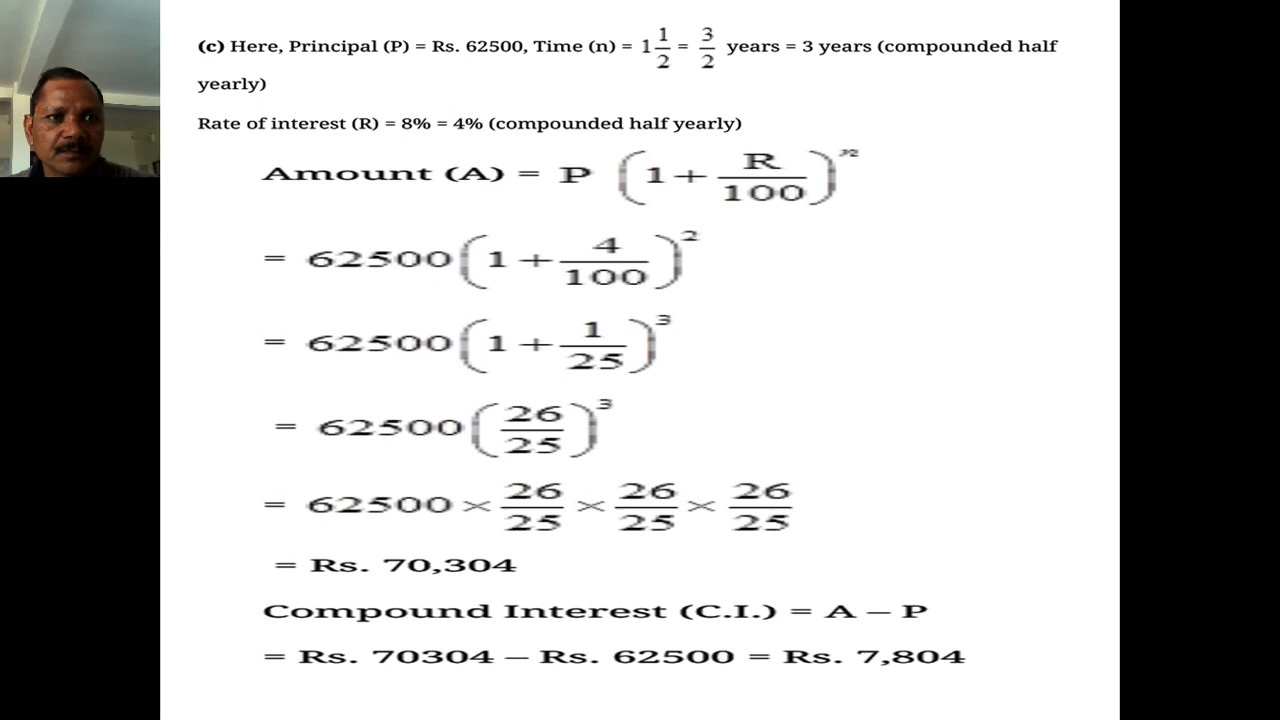 (c) Here, Principal (P) = Rs. 62500, Time (n) = 1 1/2 = 3/2 years = 3 years (compounded half
yearly)
Rate of interest (R) = 8% = 4% (compounded half yearly)
Amount (A) = P (1 + R/100)^n
= 62500 (1 + 4/100)^2
= 62500 (1 + 1/25)^3
= 62500 (26/25)^3
= 62500 × 26/25 × 26/25 × 26/25
= Rs. 70,304
Compound Interest (C.I.) = A – P
= Rs. 70304 – Rs. 62500 = Rs. 7,804